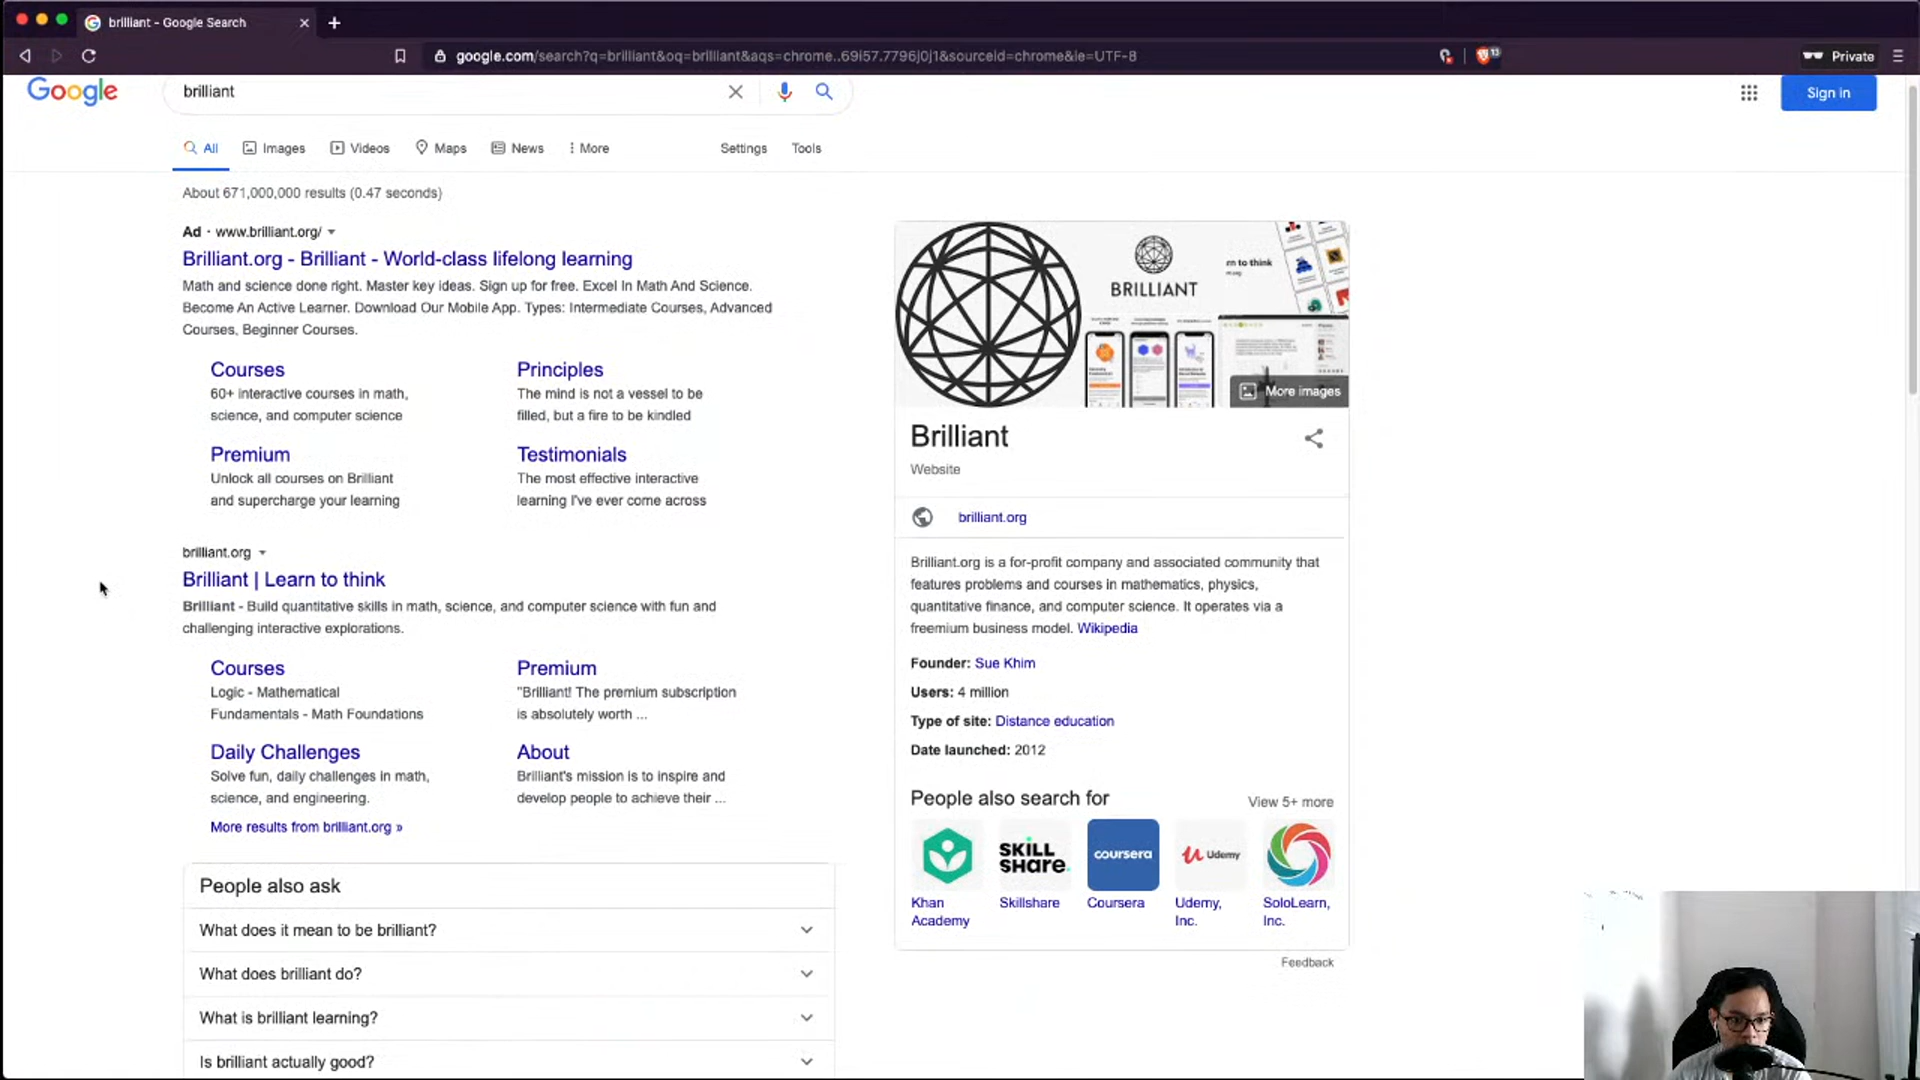 brilliant - Google Search
google.com/search?q=brilliant&oq=brilliant&aqs=chrome..69i57.7796j0j1&sourceid=chrome&ie=UTF-8
13
Private
Google
brilliant
Sign in
All
Images
Videos
Maps
News
More
Settings
Tools
About 671,000,000 results (0.47 seconds)
Ad · www.brilliant.org/
Brilliant.org - Brilliant - World-class lifelong learning
Math and science done right. Master key ideas. Sign up for free. Excel In Math And Science.
Become An Active Learner. Download Our Mobile App. Types: Intermediate Courses, Advanced
Courses, Beginner Courses.
Courses
60+ interactive courses in math,
science, and computer science
Principles
The mind is not a vessel to be
filled, but a fire to be kindled
Premium
Unlock all courses on Brilliant
and supercharge your learning
Testimonials
The most effective interactive
learning I've ever come across
brilliant.org
Brilliant | Learn to think
Brilliant - Build quantitative skills in math, science, and computer science with fun and
challenging interactive explorations.
Courses
Logic - Mathematical
Fundamentals - Math Foundations
Premium
"Brilliant! The premium subscription
is absolutely worth ...
Daily Challenges
Solve fun, daily challenges in math,
science, and engineering.
About
Brilliant's mission is to inspire and
develop people to achieve their ...
More results from brilliant.org »
People also ask
What does it mean to be brilliant?
What does brilliant do?
What is brilliant learning?
Is brilliant actually good?
BRILLIANT
rn to think
More images
Brilliant
Website
brilliant.org
Brilliant.org is a for-profit company and associated community that
features problems and courses in mathematics, physics,
quantitative finance, and computer science. It operates via a
freemium business model. Wikipedia
Founder: Sue Khim
Users: 4 million
Type of site: Distance education
Date launched: 2012
People also search for
View 5+ more
SKILL
SHARE.
coursera
Udemy
Khan
Academy
Skillshare
Coursera
Udemy,
Inc.
SoloLearn,
Inc.
Feedback